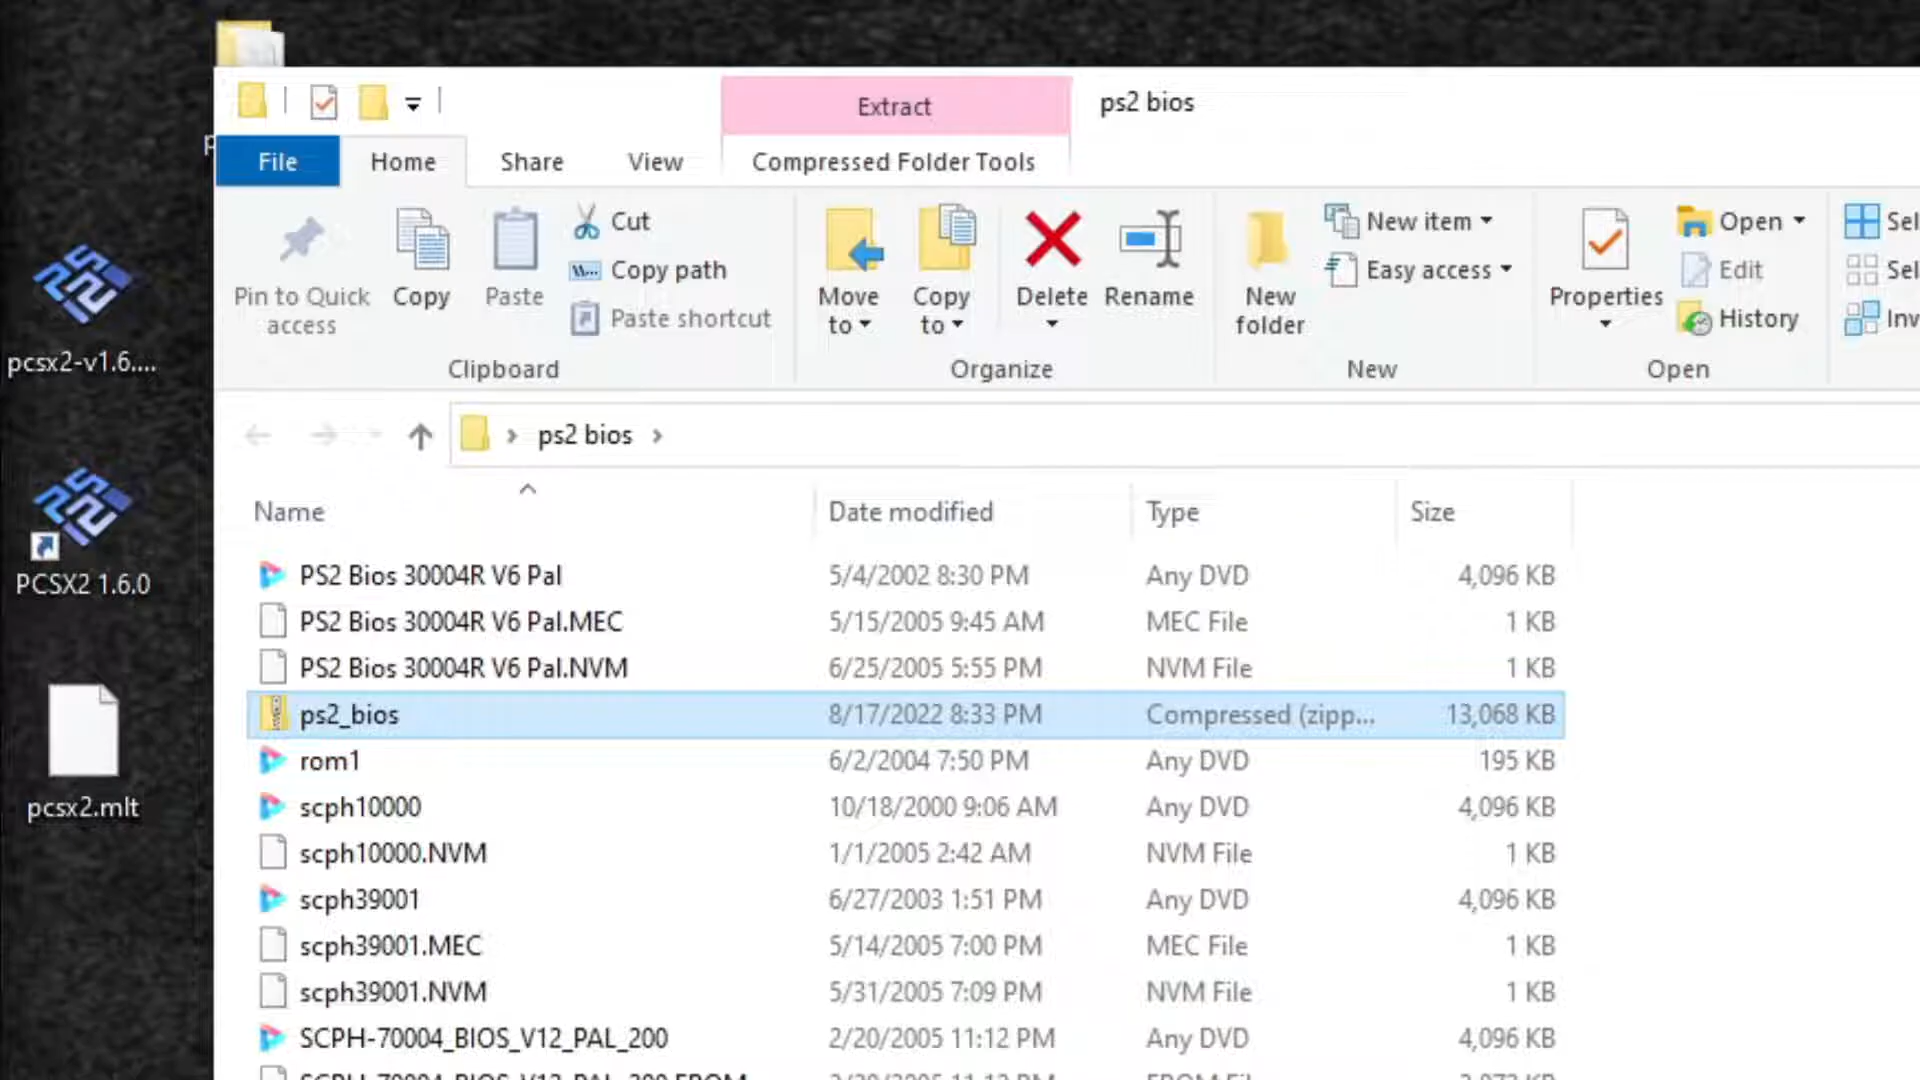 Extract
ps2 bios
File
Home
Share
View
Compressed Folder Tools
Pin to Quick
access
Copy
Paste
Cut
Copy path
Paste shortcut
Clipboard
Move
to
Copy
to
Delete
Rename
Organize
New
folder
New item
Easy access
New
Properties
Open
Edit
History
Open
Sel
Sel
Inv
ps2 bios
Name
Date modified
Type
Size
PS2 Bios 30004R V6 Pal 5/4/2002 8:30 PM Any DVD 4,096 KB
PS2 Bios 30004R V6 Pal.MEC 5/15/2005 9:45 AM MEC File 1 KB
PS2 Bios 30004R V6 Pal.NVM 6/25/2005 5:55 PM NVM File 1 KB
ps2_bios 8/17/2022 8:33 PM Compressed (zipp... 13,068 KB
rom1 6/2/2004 7:50 PM Any DVD 195 KB
scph10000 10/18/2000 9:06 AM Any DVD 4,096 KB
scph10000.NVM 1/1/2005 2:42 AM NVM File 1 KB
scph39001 6/27/2003 1:51 PM Any DVD 4,096 KB
scph39001.MEC 5/14/2005 7:00 PM MEC File 1 KB
scph39001.NVM 5/31/2005 7:09 PM NVM File 1 KB
SCPH-70004_BIOS_V12_PAL_200 2/20/2005 11:12 PM Any DVD 4,096 KB
pcsx2-v1.6....
PCSX2 1.6.0
pcsx2.mlt